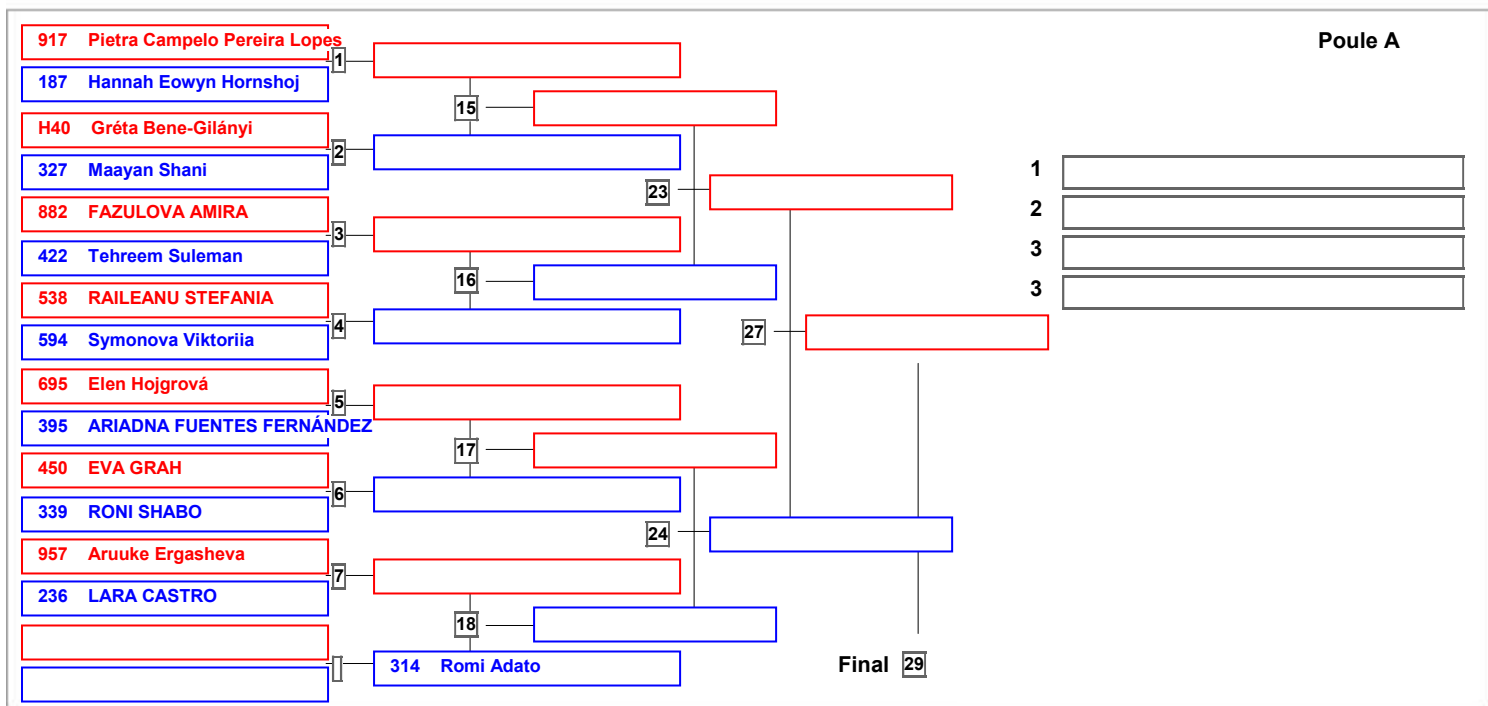 917 Pietra Campelo Pereira Lopes
1
187 Hannah Eowyn Hornshoj
15
H40 Gréta Bene-Gilányi
2
327 Maayan Shani
23
882 FAZULOVA AMIRA
3
422 Tehreem Suleman
16
538 RAILEANU STEFANIA
4
594 Symonova Viktoriia
27
695 Elen Hojgrová
5
395 ARIADNA FUENTES FERNÁNDEZ
17
450 EVA GRAH
6
339 RONI SHABO
24
957 Aruuke Ergasheva
7
236 LARA CASTRO
18
314 Romi Adato
Final 29
Poule A
1
2
3
3